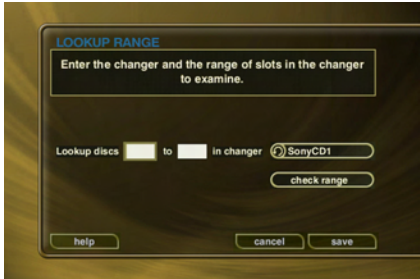 LOOKUP RANGE
Enter the changer and the range of slots in the changer
to examine.
Lookup discs to in changer SonyCD1
check range
help cancel save